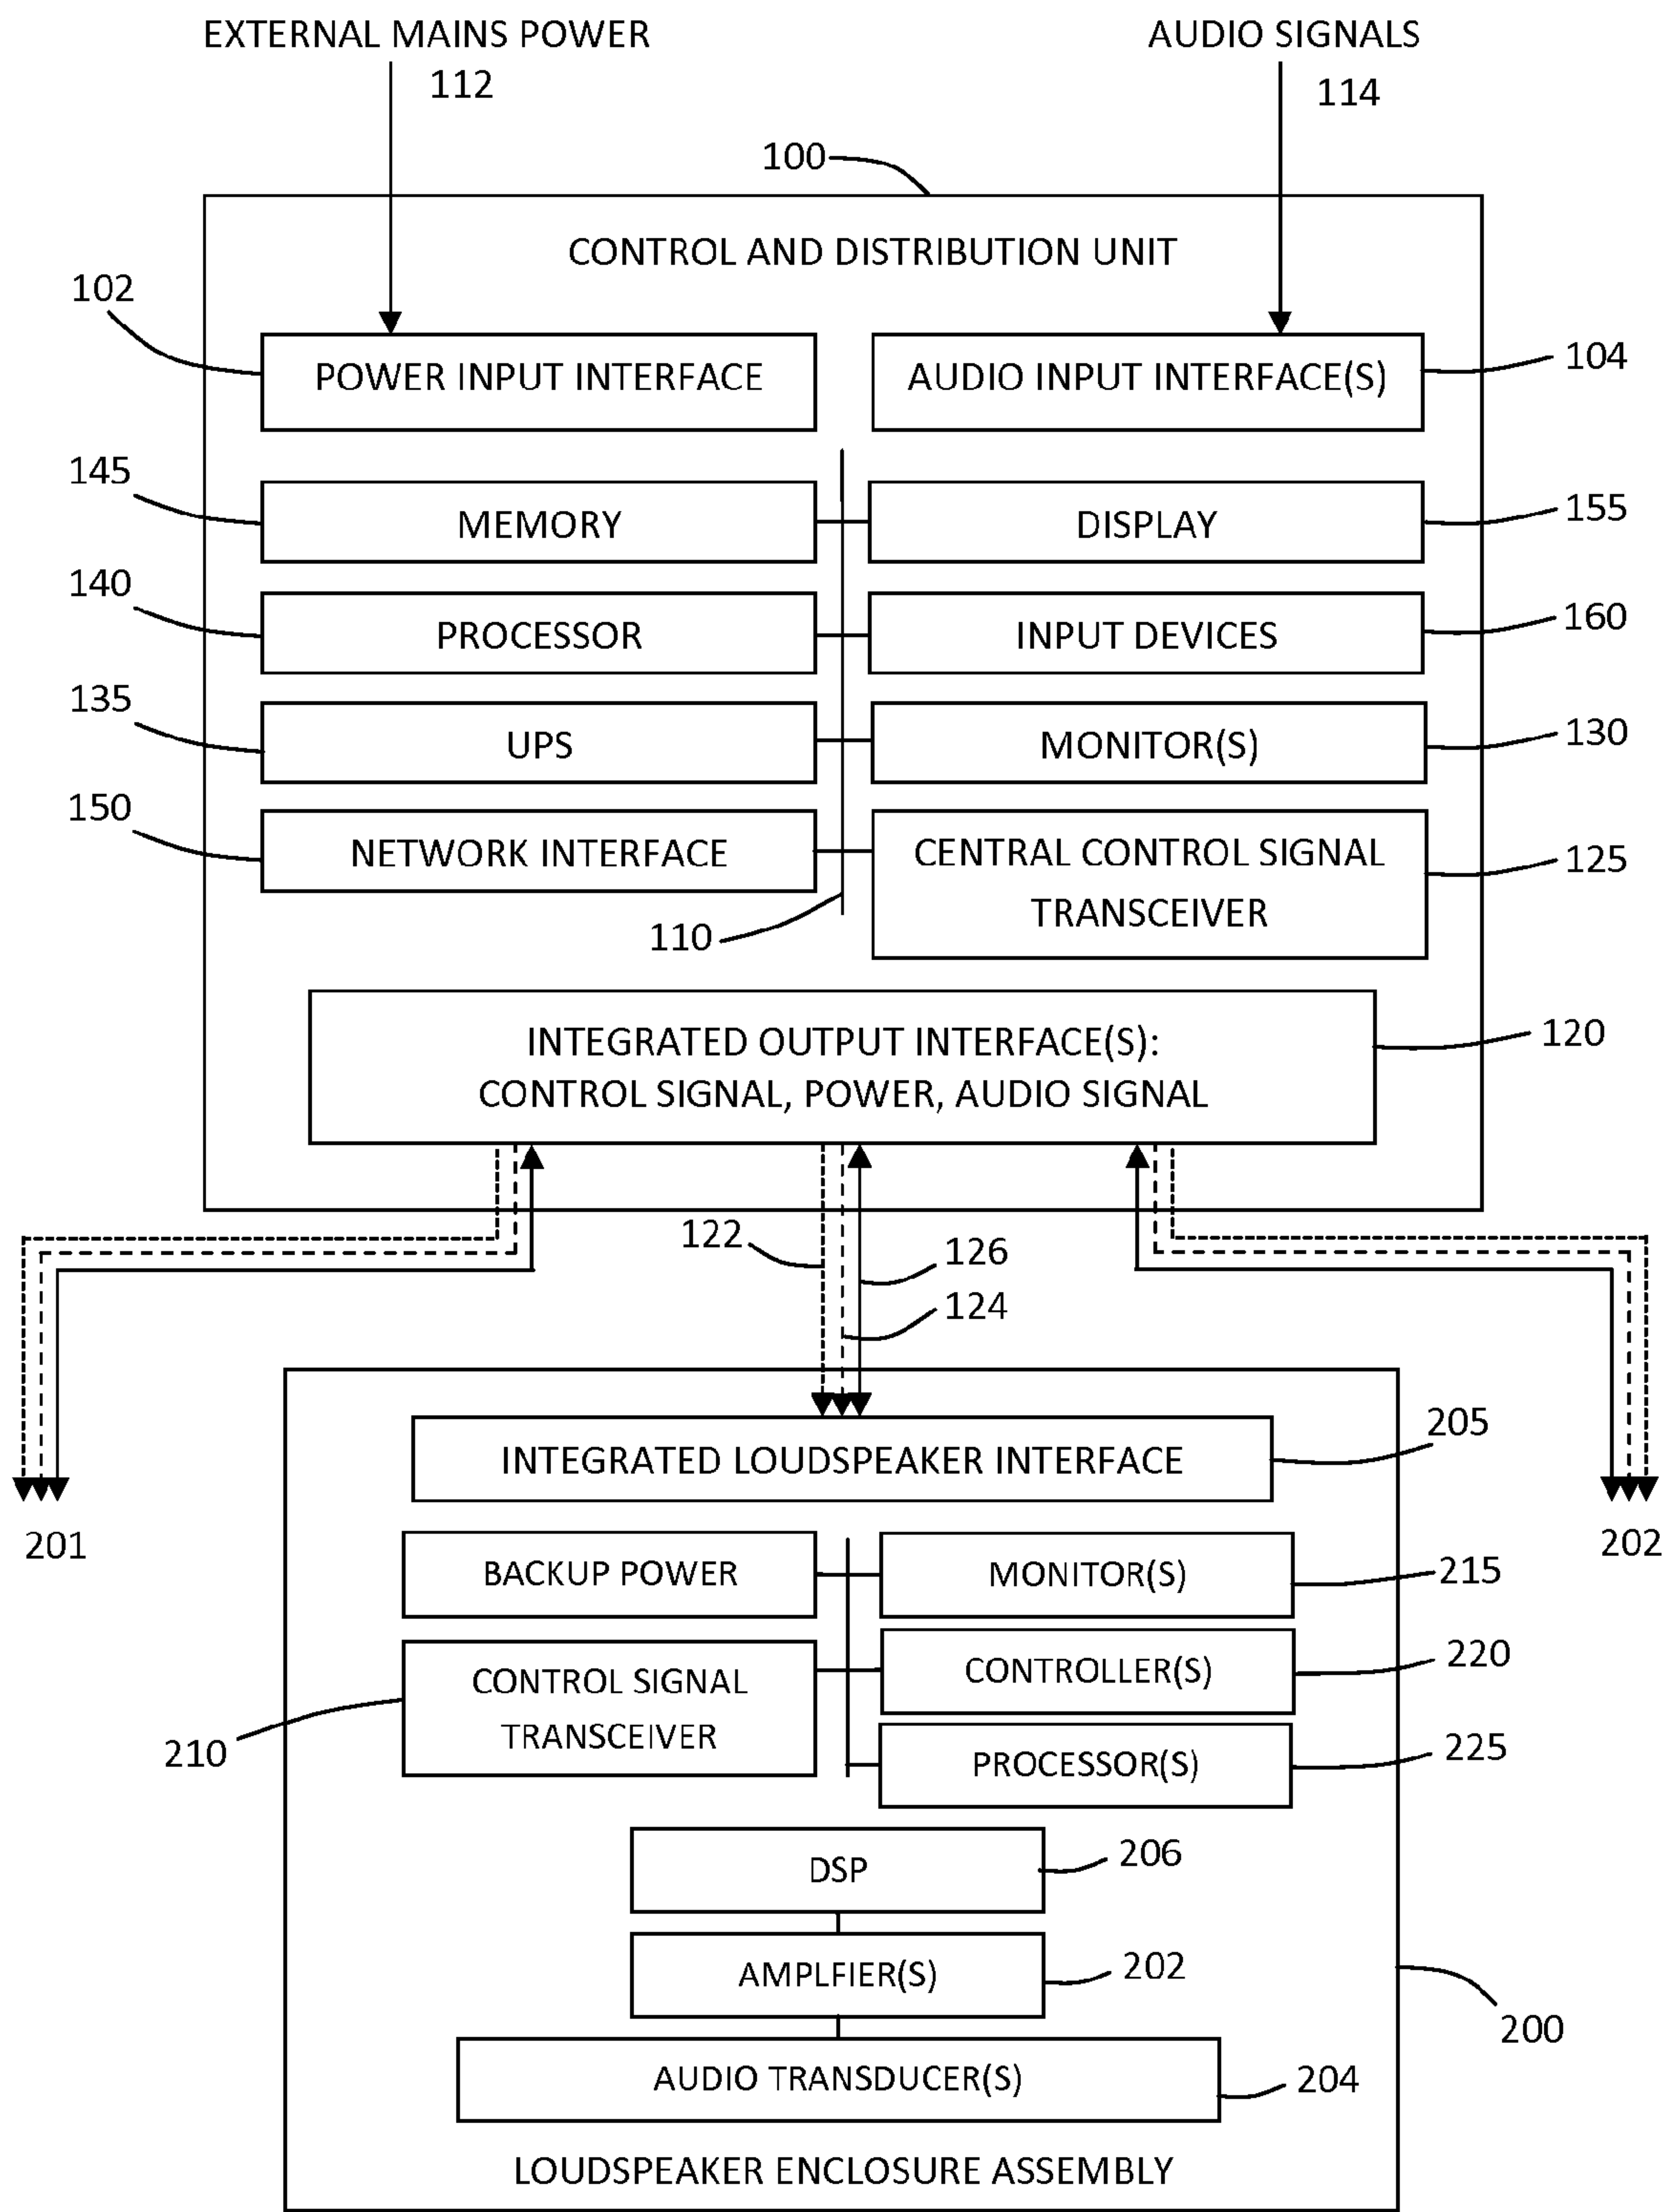 EXTERNAL MAINS POWER
112
AUDIO SIGNALS
114
100
CONTROL AND DISTRIBUTION UNIT
102
POWER INPUT INTERFACE
AUDIO INPUT INTERFACE(S)
104
145
MEMORY
DISPLAY
155
140
PROCESSOR
INPUT DEVICES
160
135
UPS
MONITOR(S)
130
150
NETWORK INTERFACE
CENTRAL CONTROL SIGNAL
TRANSCEIVER
125
110
INTEGRATED OUTPUT INTERFACE(S):
CONTROL SIGNAL, POWER, AUDIO SIGNAL
120
122
126
124
201
202
INTEGRATED LOUDSPEAKER INTERFACE
205
BACKUP POWER
MONITOR(S)
215
CONTROL SIGNAL
TRANSCEIVER
210
CONTROLLER(S)
220
PROCESSOR(S)
225
DSP
206
AMPLFIER(S)
202
200
AUDIO TRANSDUCER(S)
204
LOUDSPEAKER ENCLOSURE ASSEMBLY